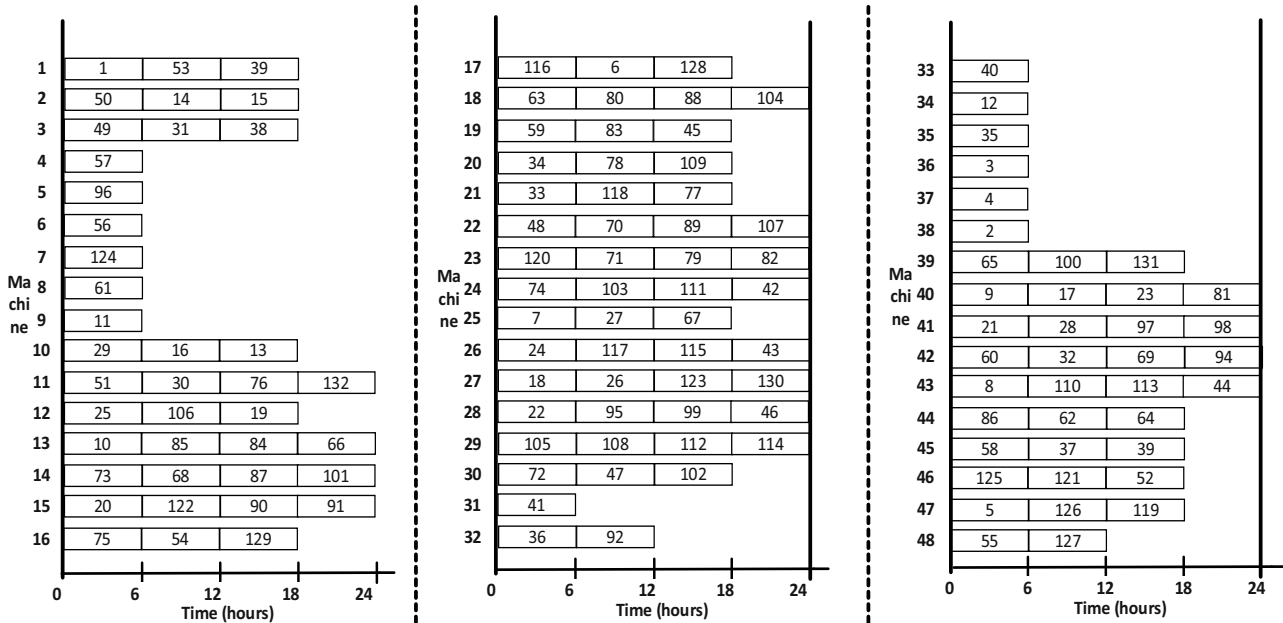 1 1 53 39
2 50 14 15
3 49 31 38
4 57
5 96
6 56
7 124
8 61
9 11
10 29 16 13
11 51 30 76 132
12 25 106 19
13 10 85 84 66
14 73 68 87 101
15 20 122 90 91
16 75 54 129
Ma
chi
ne
0 6 12 18 24
Time (hours)
17 116 6 128
18 63 80 88 104
19 59 83 45
20 34 78 109
21 33 118 77
22 48 70 89 107
23 120 71 79 82
24 74 103 111 42
25 7 27 67
26 24 117 115 43
27 18 26 123 130
28 22 95 99 46
29 105 108 112 114
30 72 47 102
31 41
32 36 92
Ma
chi
ne
0 6 12 18 24
Time (hours)
33 40
34 12
35 35
36 3
37 4
38 2
39 65 100 131
40 9 17 23 81
41 21 28 97 98
42 60 32 69 94
43 8 110 113 44
44 86 62 64
45 58 37 39
46 125 121 52
47 5 126 119
48 55 127
Ma
chi
ne
0 6 12 18 24
Time (hours)